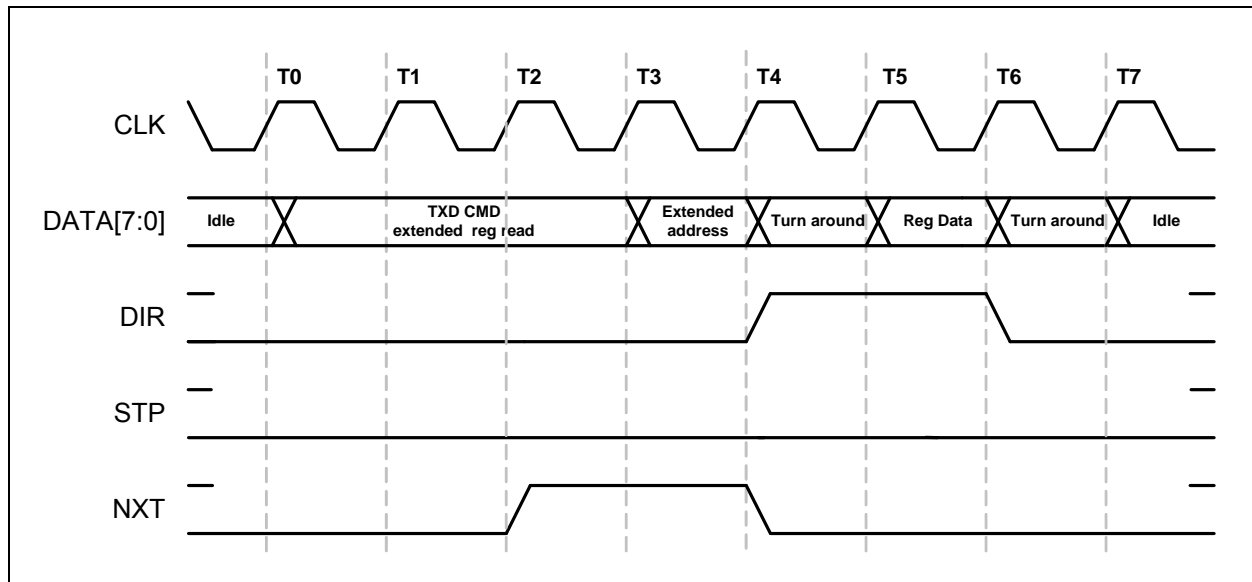 T0 T1 T2 T3 T4 T5 T6 T7
CLK
DATA[7:0]
Idle
TXD CMD
extended reg read
Extended
address
Turn around
Reg Data
Turn around
Idle
DIR
STP
NXT